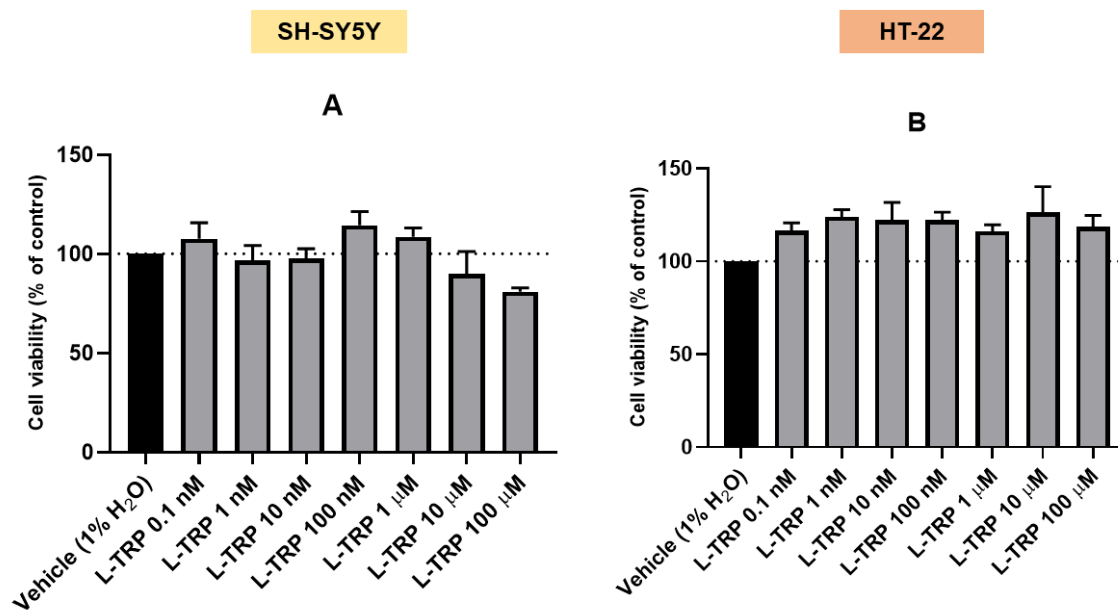 SH-SY5Y
A
Cell viability (% of control)
150
100
50
0
Vehicle (1% H₂O)
L-TRP 0.1 nM
L-TRP 1 nM
L-TRP 10 nM
L-TRP 100 nM
L-TRP 1 μM
L-TRP 10 μM
L-TRP 100 μM
HT-22
B
Cell viability (% of control)
150
100
50
0
Vehicle (1% H₂O)
L-TRP 0.1 nM
L-TRP 1 nM
L-TRP 10 nM
L-TRP 100 nM
L-TRP 1 μM
L-TRP 10 μM
L-TRP 100 μM